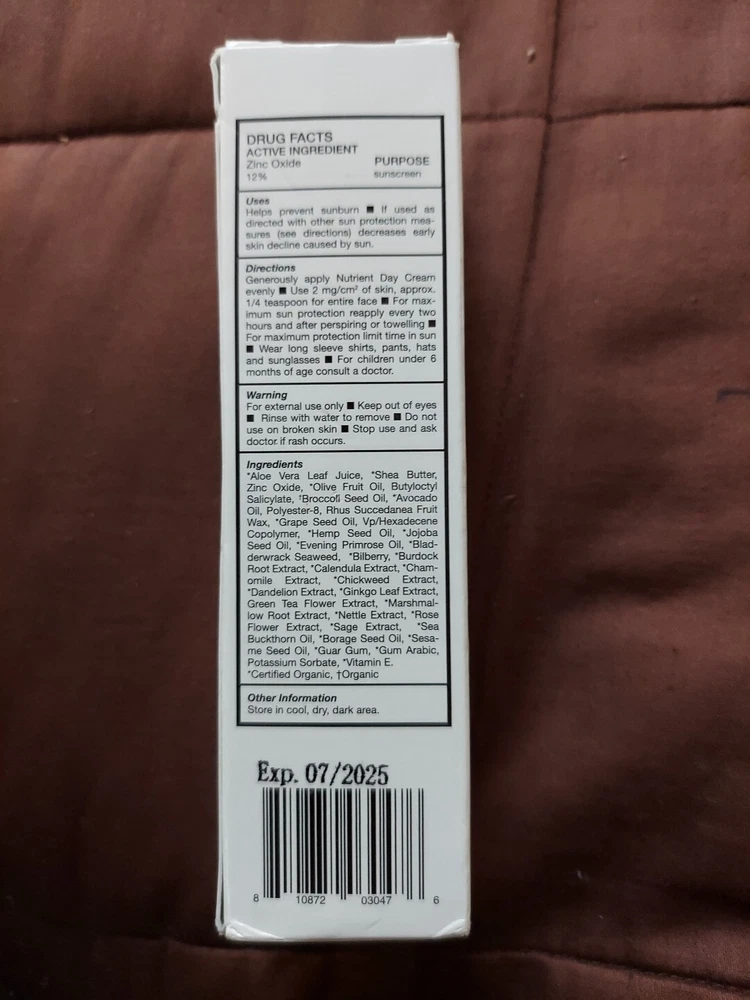 DRUG FACTS
ACTIVE INGREDIENT
Zinc Oxide PURPOSE
12% sunscreen
Uses
Helps prevent sunburn ■ If used as
directed with other sun protection mea-
sures (see directions) decreases early
skin decline caused by sun.
Directions
Generously apply Nutrient Day Cream
evenly ■ Use 2 mg/cm² of skin, approx.
1/4 teaspoon for entire face ■ For max-
imum sun protection reapply every two
hours and after perspiring or towelling ■
For maximum protection limit time in sun
■ Wear long sleeve shirts, pants, hats
and sunglasses ■ For children under 6
months of age consult a doctor.
Warning
For external use only ■ Keep out of eyes
■ Rinse with water to remove ■ Do not
use on broken skin ■ Stop use and ask
doctor if rash occurs.
Ingredients
*Aloe Vera Leaf Juice, *Shea Butter,
Zinc Oxide, *Olive Fruit Oil, Butyloctyl
Salicylate, †Broccoli Seed Oil, *Avocado
Oil, Polyester-8, Rhus Succedanea Fruit
Wax, *Grape Seed Oil, Vp/Hexadecene
Copolymer, *Hemp Seed Oil, *Jojoba
Seed Oil, *Evening Primrose Oil, *Blad-
derwrack Seaweed, *Bilberry, *Burdock
Root Extract, *Calendula Extract, *Cham-
omile Extract, *Chickweed Extract,
*Dandelion Extract, *Ginkgo Leaf Extract,
Green Tea Flower Extract, *Marshmal-
low Root Extract, *Nettle Extract, *Rose
Flower Extract, *Sage Extract, *Sea
Buckthorn Oil, *Borage Seed Oil, *Sesa-
me Seed Oil, *Guar Gum, *Gum Arabic,
Potassium Sorbate, *Vitamin E.
*Certified Organic, †Organic
Other Information
Store in cool, dry, dark area.
Exp. 07/2025
8 10872 03047 6